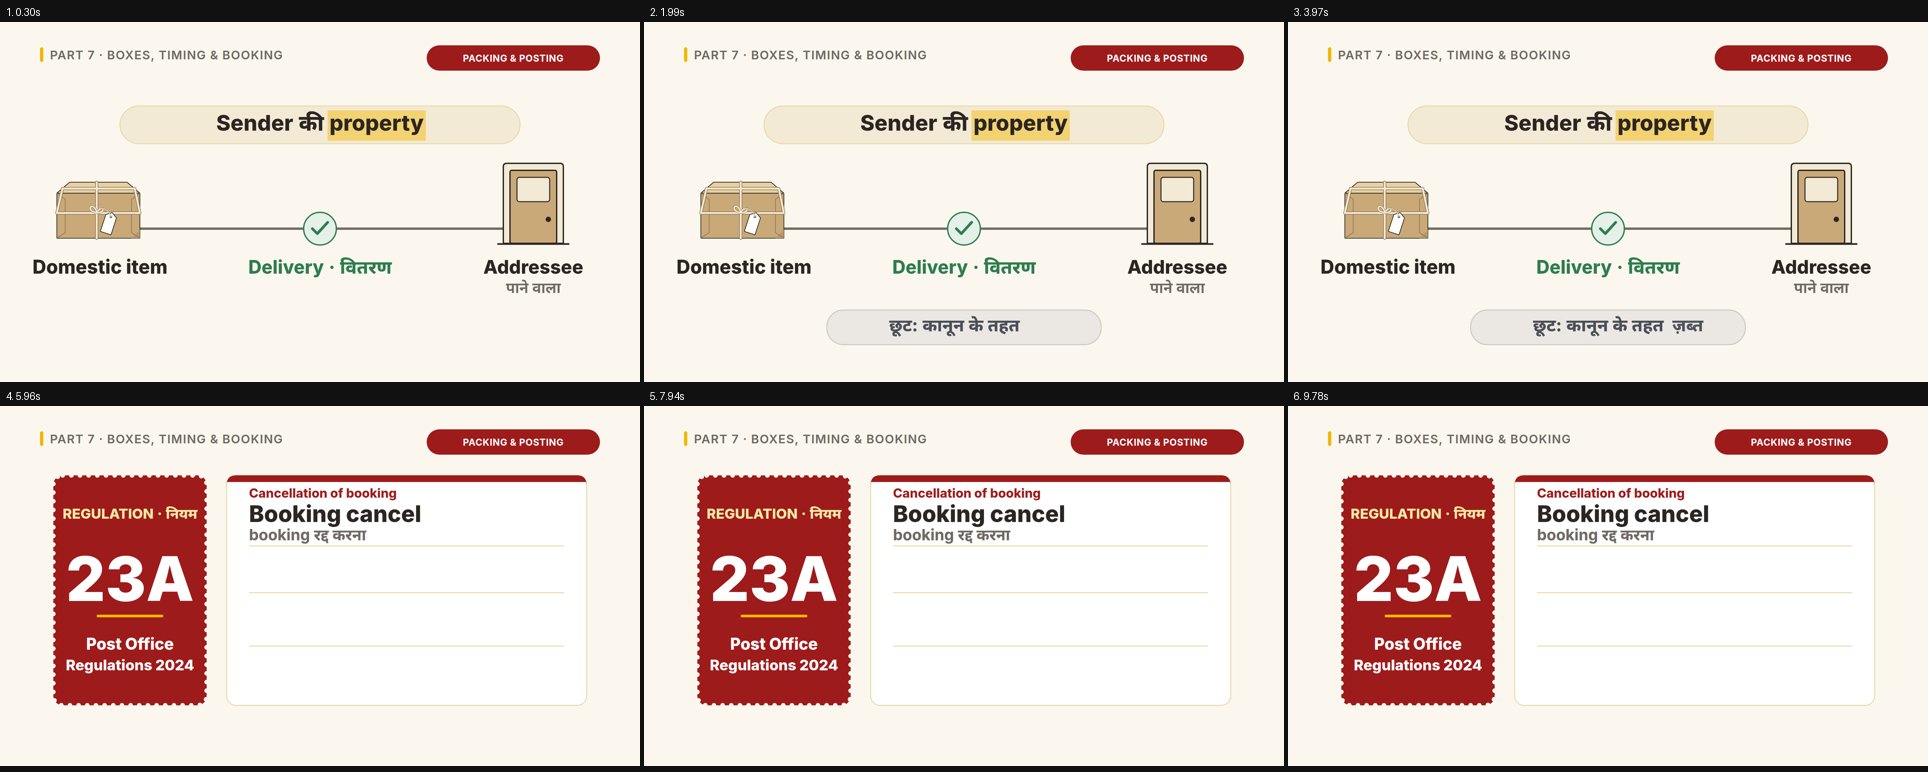 1. 0.30s
PART 7 · BOXES, TIMING & BOOKING
PACKING & POSTING
Sender की property
Domestic item
Delivery · वितरण
Addressee
पाने वाला
2. 1.99s
PART 7 · BOXES, TIMING & BOOKING
PACKING & POSTING
Sender की property
Domestic item
Delivery · वितरण
Addressee
पाने वाला
छूट: कानून के तहत
3. 3.97s
PART 7 · BOXES, TIMING & BOOKING
PACKING & POSTING
Sender की property
Domestic item
Delivery · वितरण
Addressee
पाने वाला
छूट: कानून के तहत ज़ब्त
4. 5.96s
PART 7 · BOXES, TIMING & BOOKING
PACKING & POSTING
REGULATION · नियम
23A
Post Office
Regulations 2024
Cancellation of booking
Booking cancel
booking रद्द करना
5. 7.94s
PART 7 · BOXES, TIMING & BOOKING
PACKING & POSTING
REGULATION · नियम
23A
Post Office
Regulations 2024
Cancellation of booking
Booking cancel
booking रद्द करना
6. 9.78s
PART 7 · BOXES, TIMING & BOOKING
PACKING & POSTING
REGULATION · नियम
23A
Post Office
Regulations 2024
Cancellation of booking
Booking cancel
booking रद्द करना